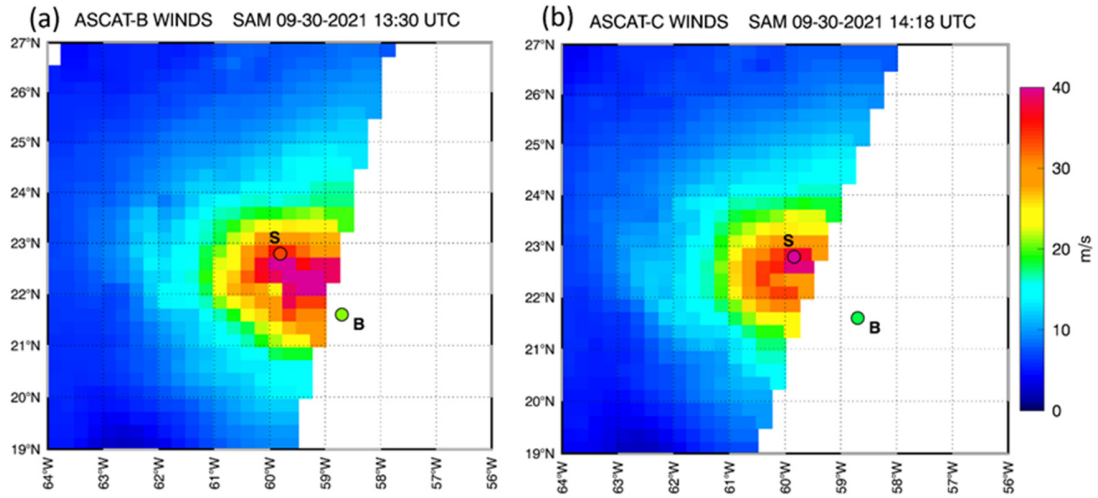 (a) ASCAT-B WINDS SAM 09-30-2021 13:30 UTC
27°N
26°N
25°N
24°N
23°N
22°N
21°N
20°N
19°N
S
B
64°W 63°W 62°W 61°W 60°W 59°W 58°W 57°W 56°W
(b) ASCAT-C WINDS SAM 09-30-2021 14:18 UTC
27°N
26°N
25°N
24°N
23°N
22°N
21°N
20°N
19°N
S
B
64°W 63°W 62°W 61°W 60°W 59°W 58°W 57°W 56°W
40
30
20
10
0
m/s